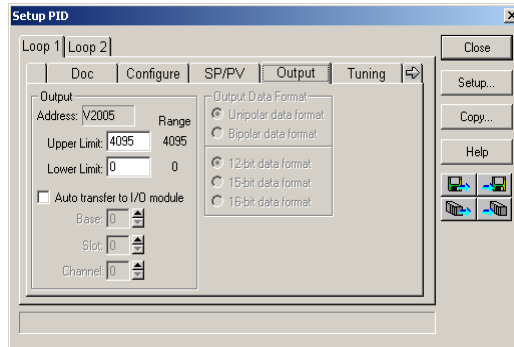 Setup PID
Loop 1 Loop 2
Doc Configure SP/PV Output Tuning
Output
Address: V2005
Range
Upper Limit: 4095 4095
Lower Limit: 0 0
Auto transfer to I/O module
Base: 0
Slot: 0
Channel: 0
Output Data Format
Unipolar data format
Bipolar data format
12-bit data format
15-bit data format
16-bit data format
Close
Setup...
Copy...
Help